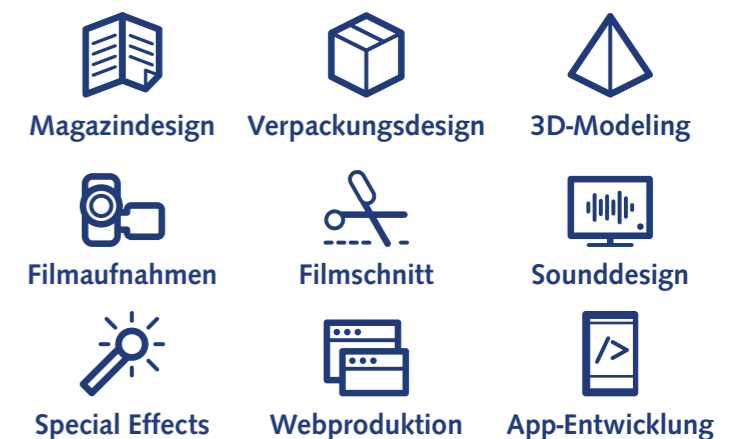 Magazindesign
Verpackungsdesign
3D-Modeling
Filmaufnahmen
Filmschnitt
Sounddesign
</>
Special Effects
Webproduktion
App-Entwicklung